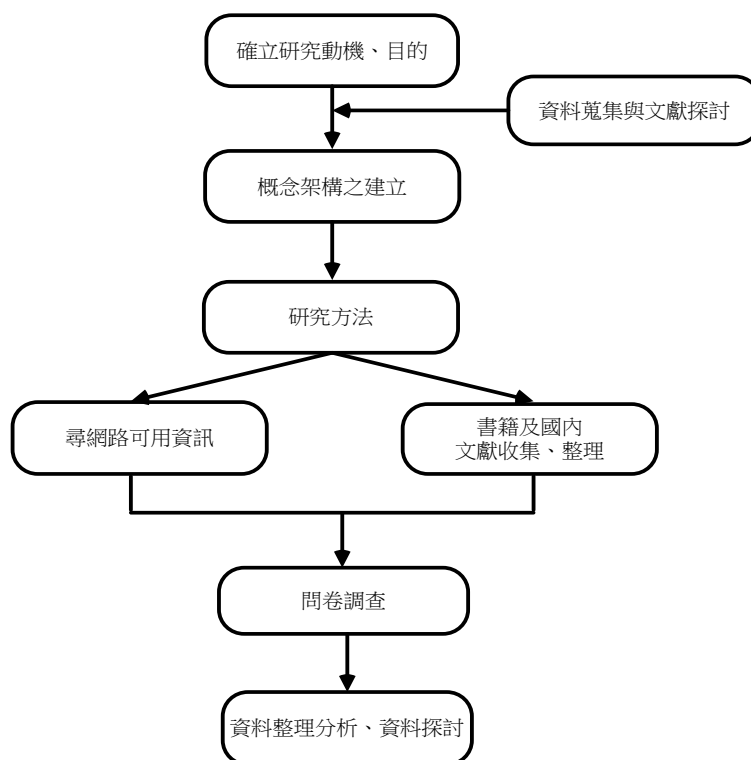 確立研究動機、目的
資料蒐集與文獻探討
概念架構之建立
研究方法
尋網路可用資訊
書籍及國內
文獻收集、整理
問卷調查
資料整理分析、資料探討